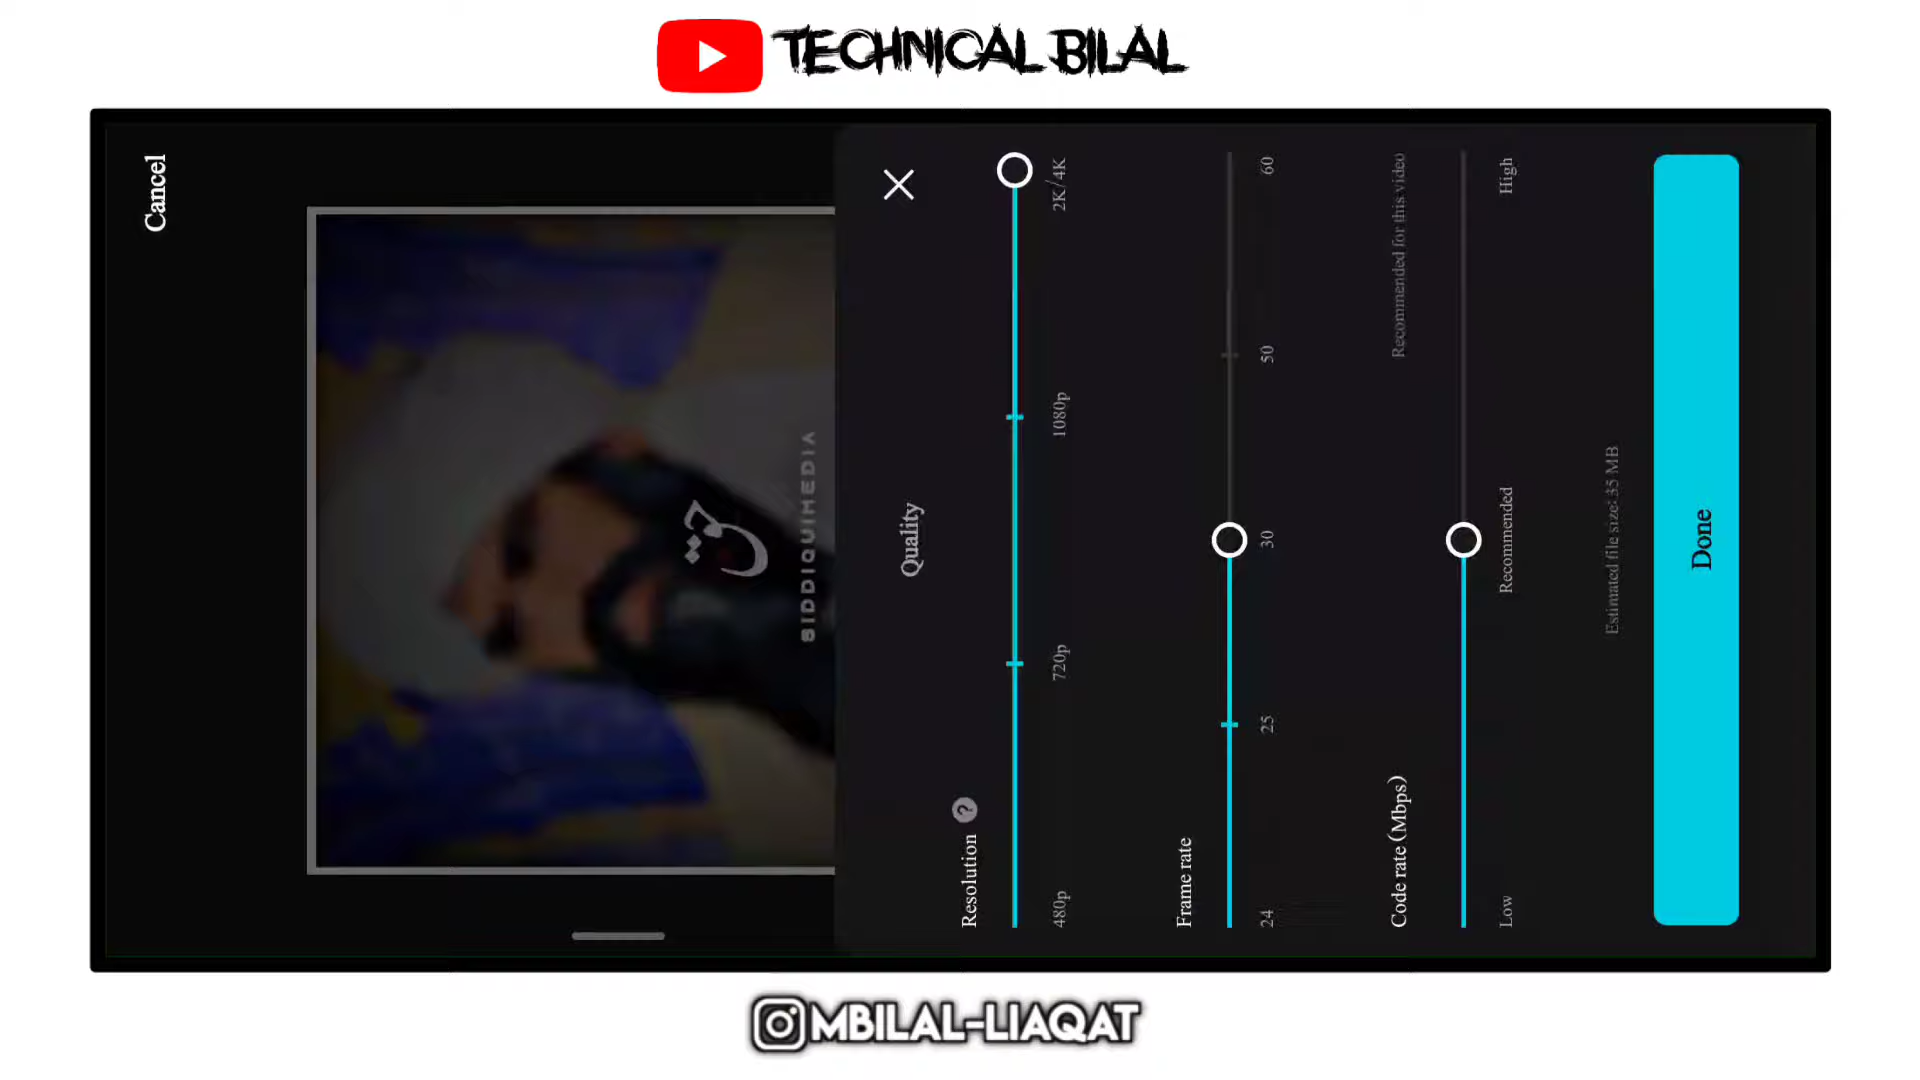 TECHNICAL BILAL
Cancel
SIDDIQUIMEDIA
Quality
Resolution ?
480p 720p 1080p 2K/4K
Frame rate
24 25 30 50 60
Code rate (Mbps) Recommended for this video
Low Recommended High
Estimated file size: 35 MB
Done
MBILAL-LIAQAT